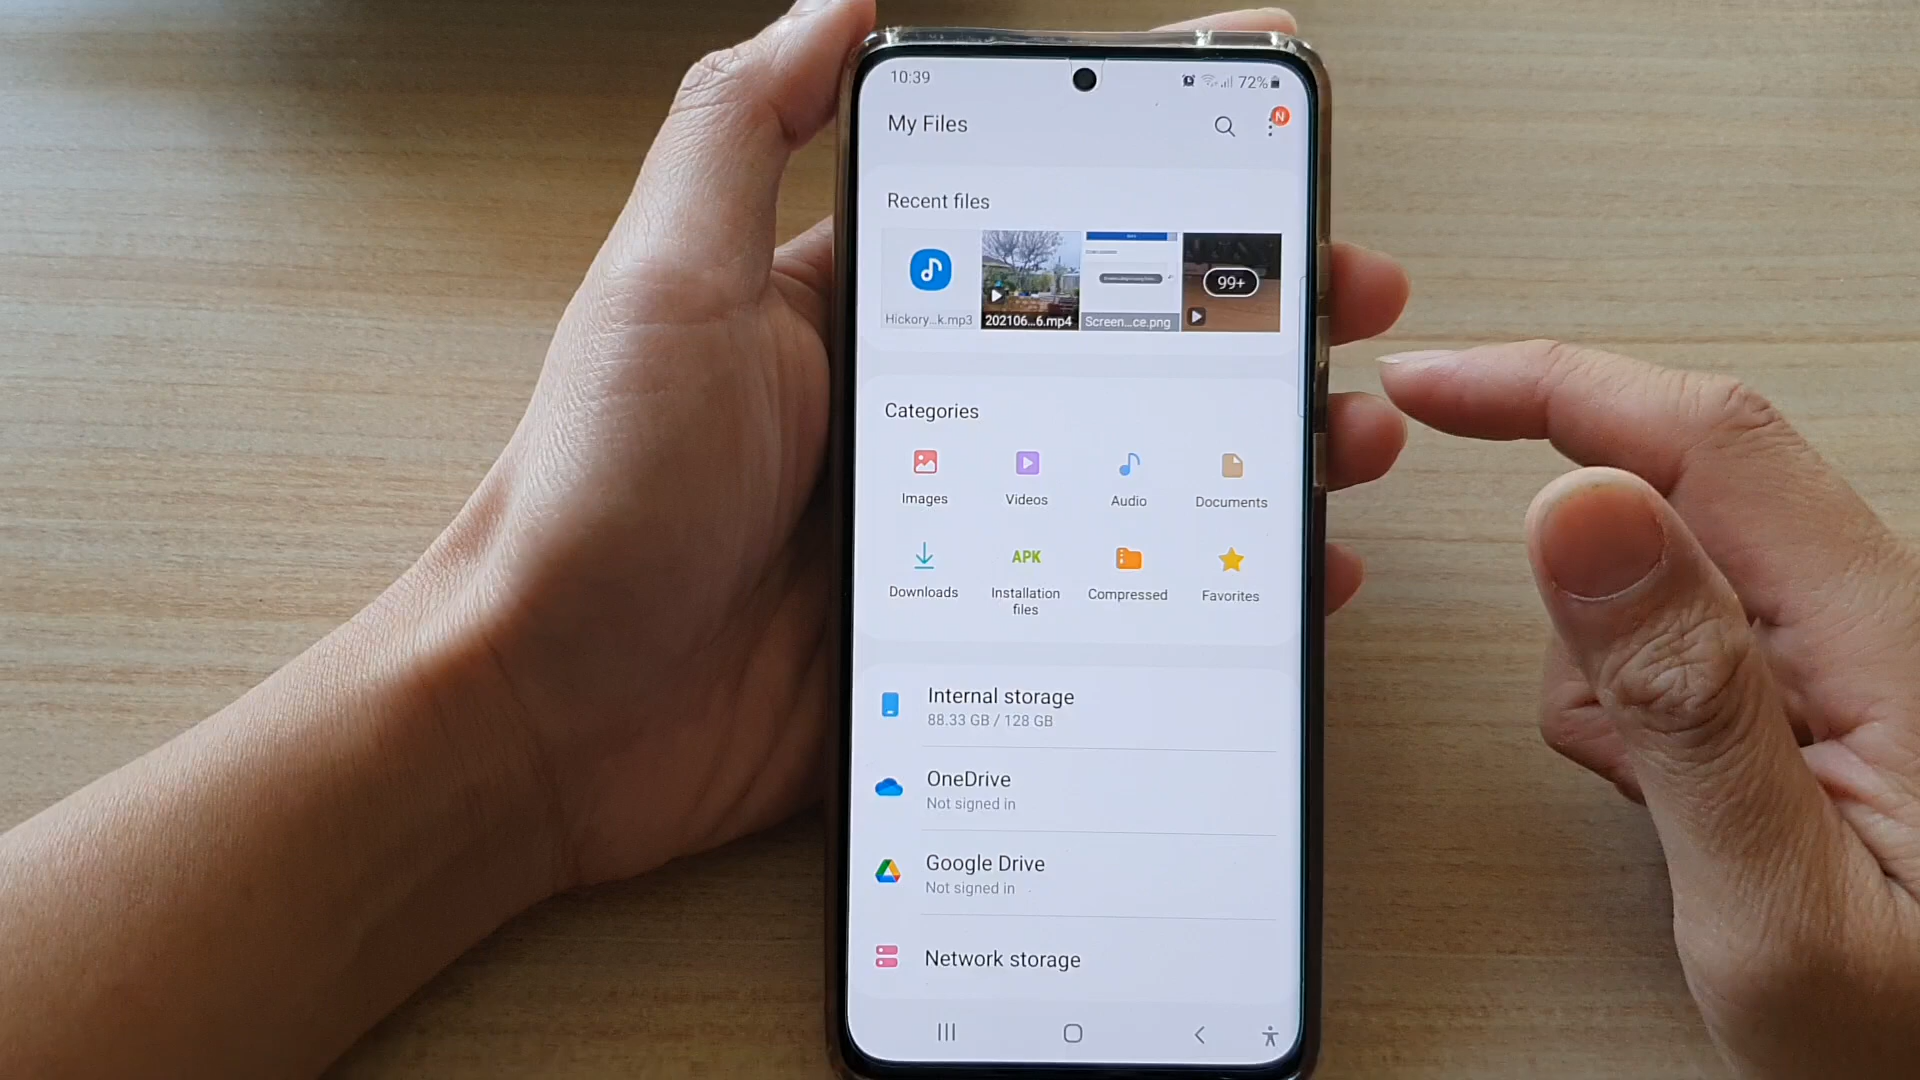 10:39
72%
My Files
N
Recent files
99+
Hickory...k.mp3
202106...6.mp4
Screen...ce.png
Categories
Images
Videos
Audio
Documents
APK
Downloads
Installation
files
Compressed
Favorites
Internal storage
88.33 GB / 128 GB
OneDrive
Not signed in
Google Drive
Not signed in
Network storage